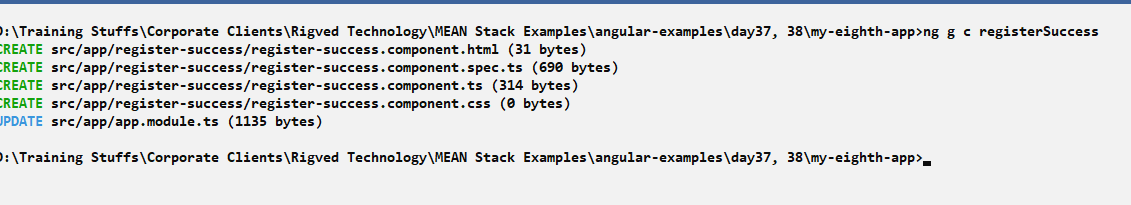 D:\Training Stuffs\Corporate Clients\Rigved Technology\MEAN Stack Examples\angular-examples\day37, 38\my-eighth-app>ng g c registerSuccess
CREATE src/app/register-success/register-success.component.html (31 bytes)
CREATE src/app/register-success/register-success.component.spec.ts (690 bytes)
CREATE src/app/register-success/register-success.component.ts (314 bytes)
CREATE src/app/register-success/register-success.component.css (0 bytes)
UPDATE src/app/app.module.ts (1135 bytes)
D:\Training Stuffs\Corporate Clients\Rigved Technology\MEAN Stack Examples\angular-examples\day37, 38\my-eighth-app>